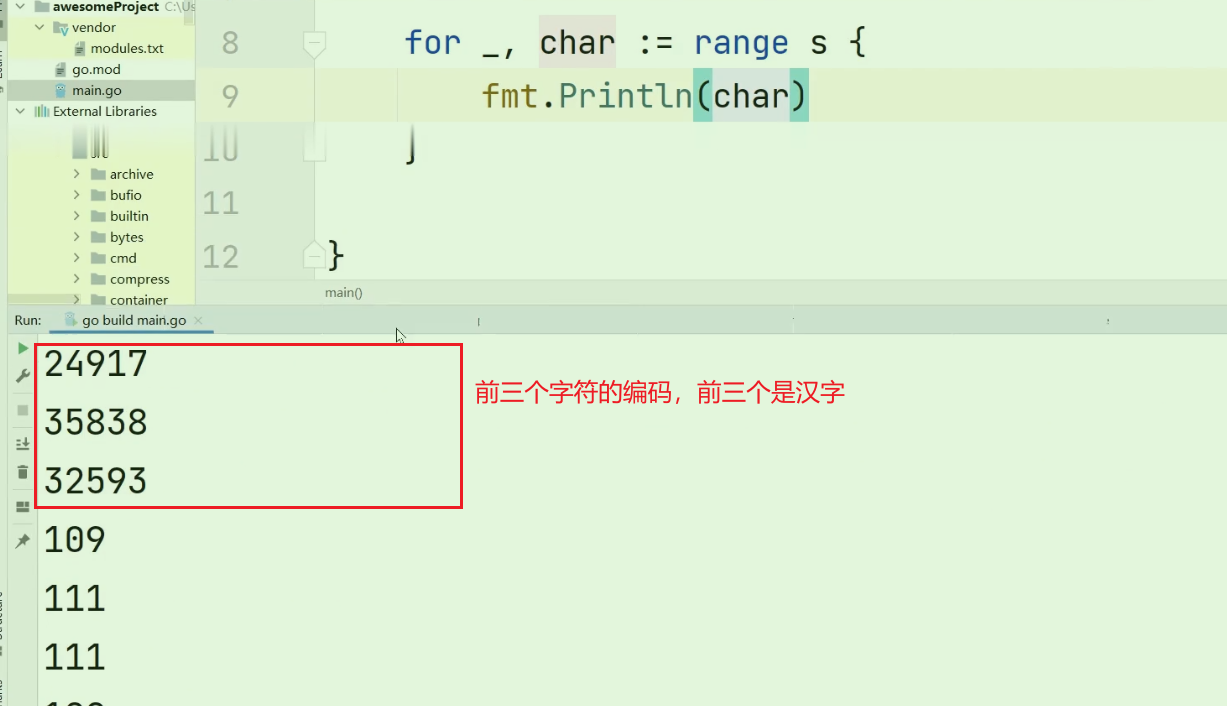 awesomeProject C:\Us
vendor
modules.txt
go.mod
main.go
External Libraries
archive
bufio
builtin
bytes
cmd
compress
container
8 for _, char := range s {
9 fmt.Println(char)
10
11
12 }
main()
Run: go build main.go
24917
35838
32593
109
111
111
前三个字符的编码，前三个是汉字